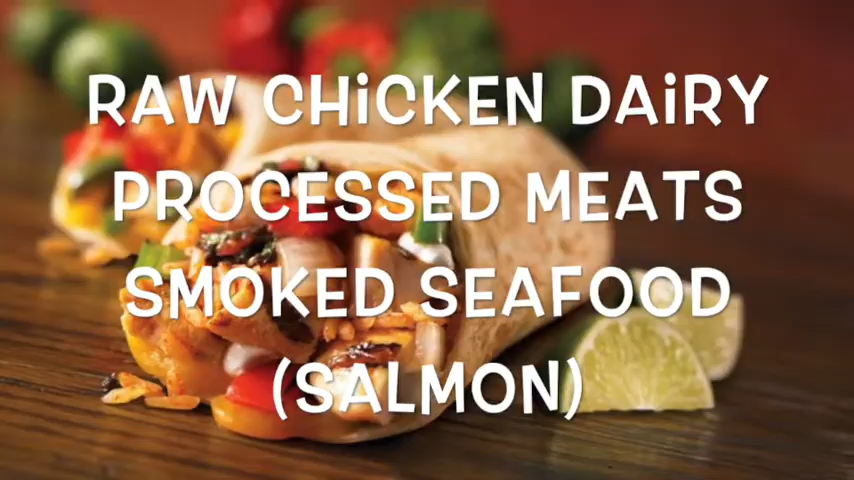 RAW CHiCKEN DAiRY
PROCESSED MEATS
SMOKED SEAFOOD
(SALMON)